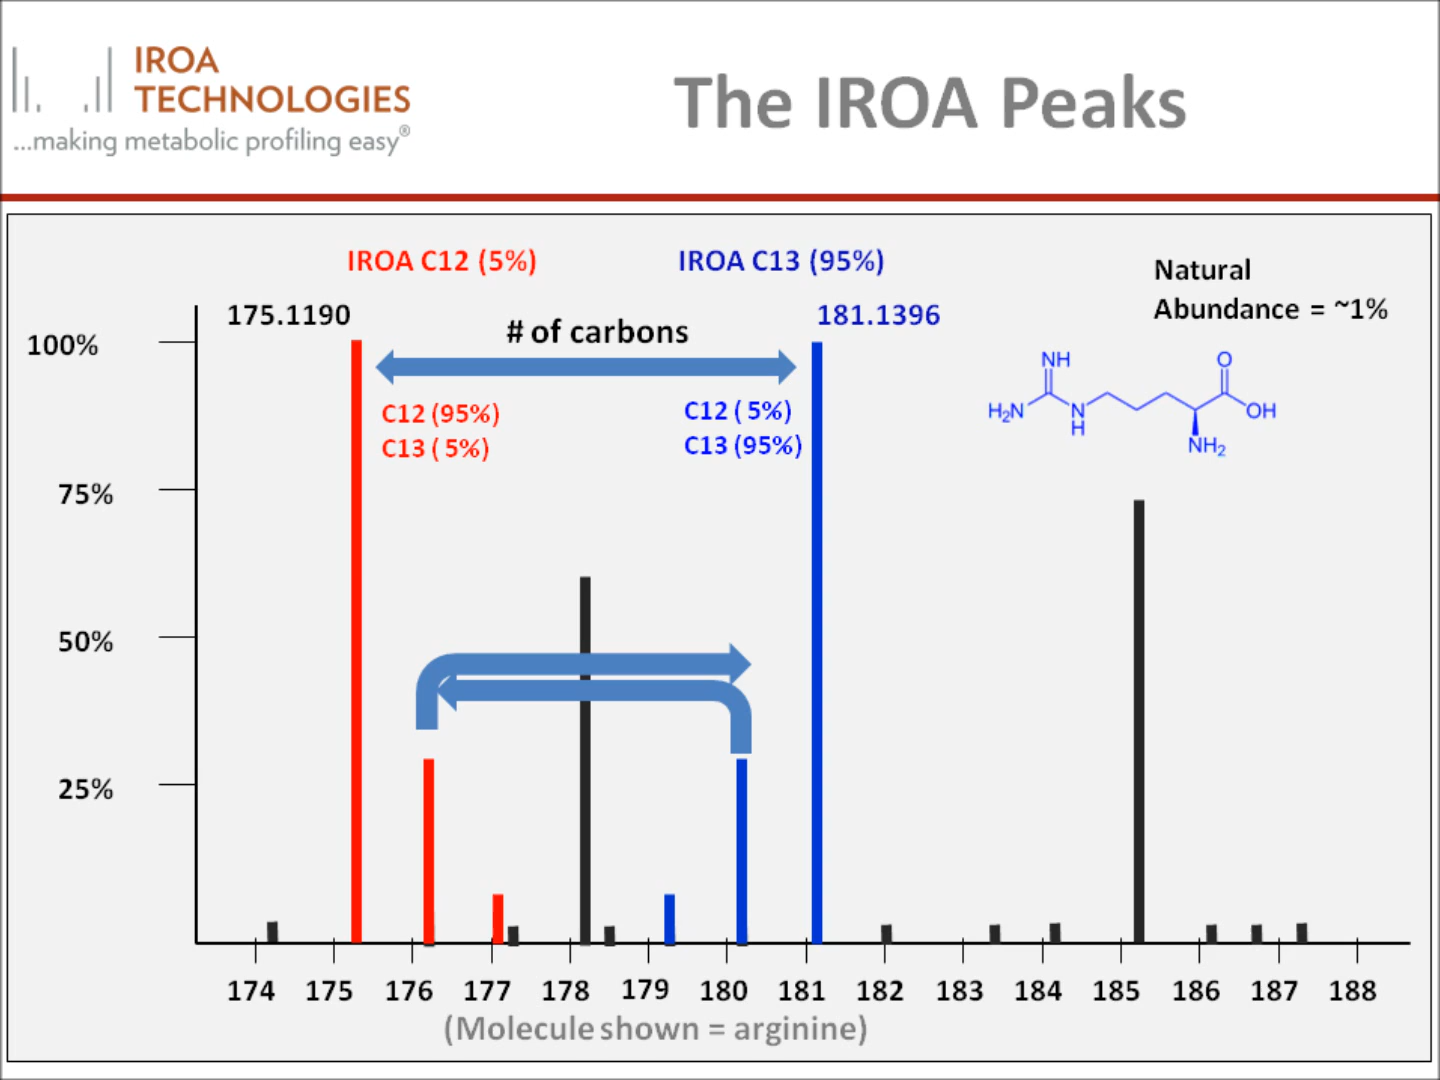 IROA
TECHNOLOGIES
...making metabolic profiling easy®
The IROA Peaks
IROA C12 (5%)
IROA C13 (95%)
Natural
Abundance = ~1%
175.1190
181.1396
# of carbons
100%
C12 (95%)
C13 ( 5%)
C12 ( 5%)
C13 (95%)
NH
H₂N
N
H
O
OH
NH₂
75%
50%
25%
174 175 176 177 178 179 180 181 182 183 184 185 186 187 188
(Molecule shown = arginine)